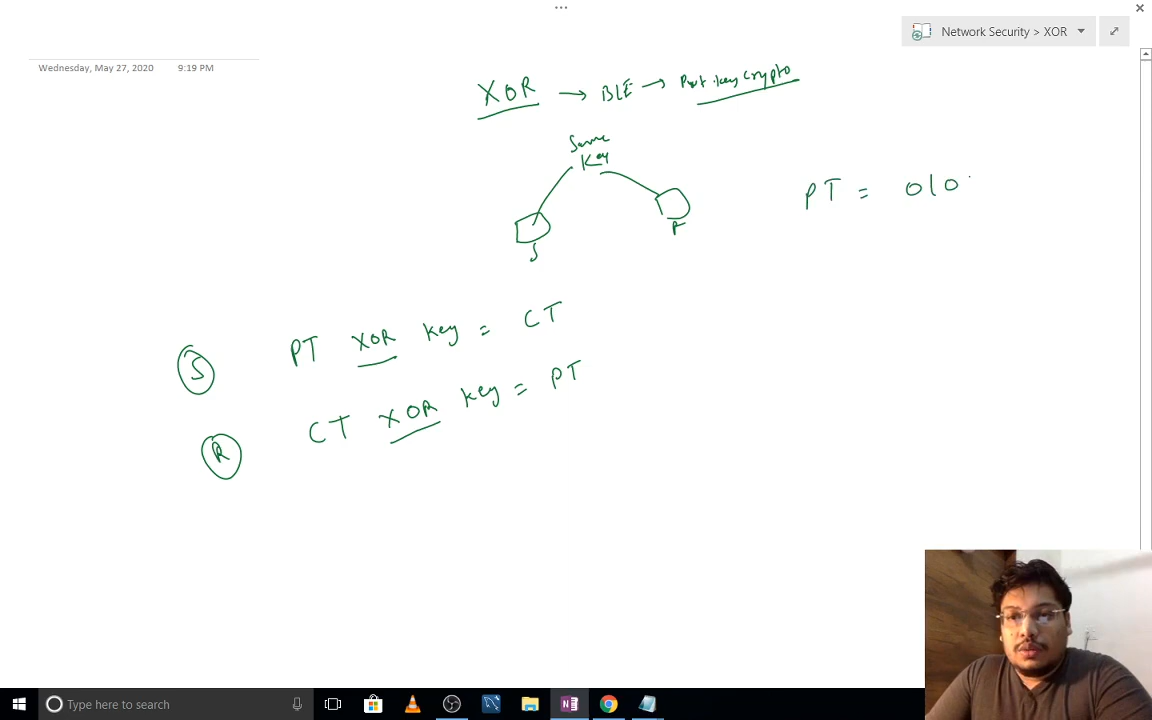 Network Security > XOR
Wednesday, May 27, 2020 9:19 PM
XOR → BLE → Pvt. key crypto
Same
key
S
PT = 010
S PT XOR key = CT
R CT XOR key = PT
Type here to search